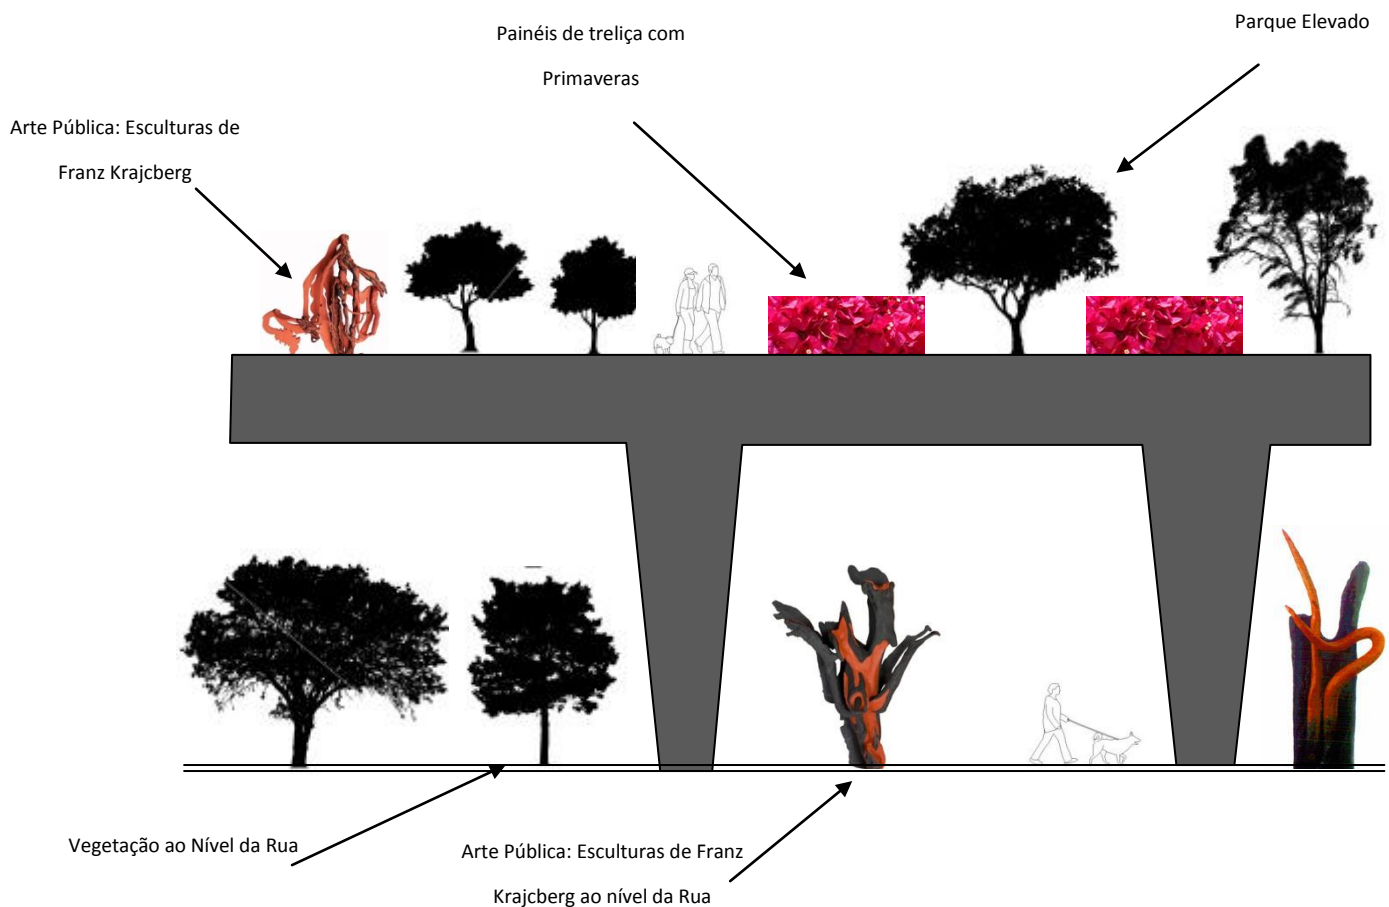 Parque Elevado
Painéis de treliça com
Primaveras
Arte Pública: Esculturas de
Franz Krajcberg
Vegetação ao Nível da Rua
Arte Pública: Esculturas de Franz
Krajcberg ao nível da Rua